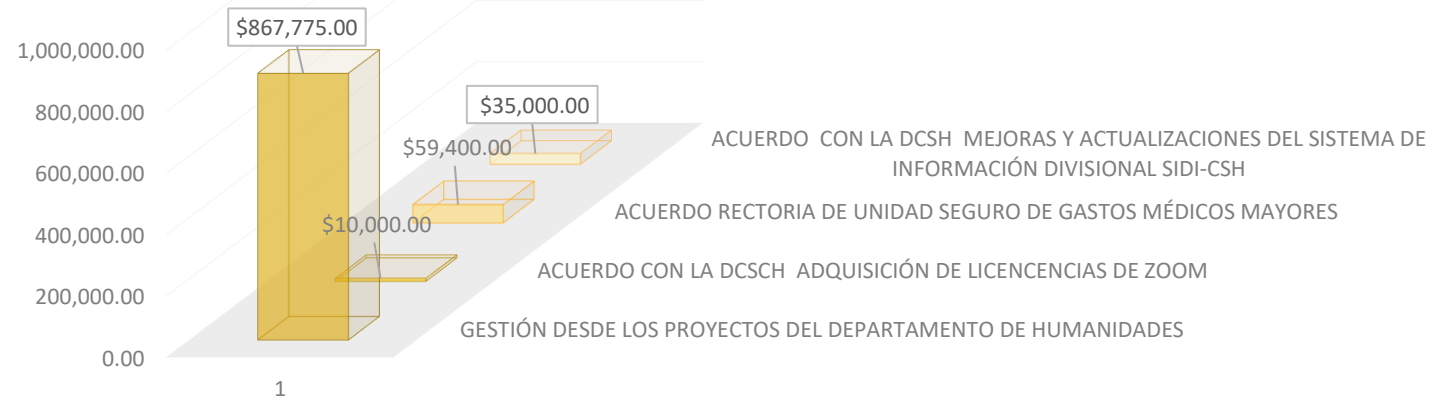 $867,775.00
1,000,000.00
$35,000.00
800,000.00
ACUERDO CON LA DCSH MEJORAS Y ACTUALIZACIONES DEL SISTEMA DE
INFORMACIÓN DIVISIONAL SIDI-CSH
$59,400.00
600,000.00
ACUERDO RECTORIA DE UNIDAD SEGURO DE GASTOS MÉDICOS MAYORES
$10,000.00
400,000.00
ACUERDO CON LA DCSCH ADQUISICIÓN DE LICENCENCIAS DE ZOOM
200,000.00
GESTIÓN DESDE LOS PROYECTOS DEL DEPARTAMENTO DE HUMANIDADES
0.00
1